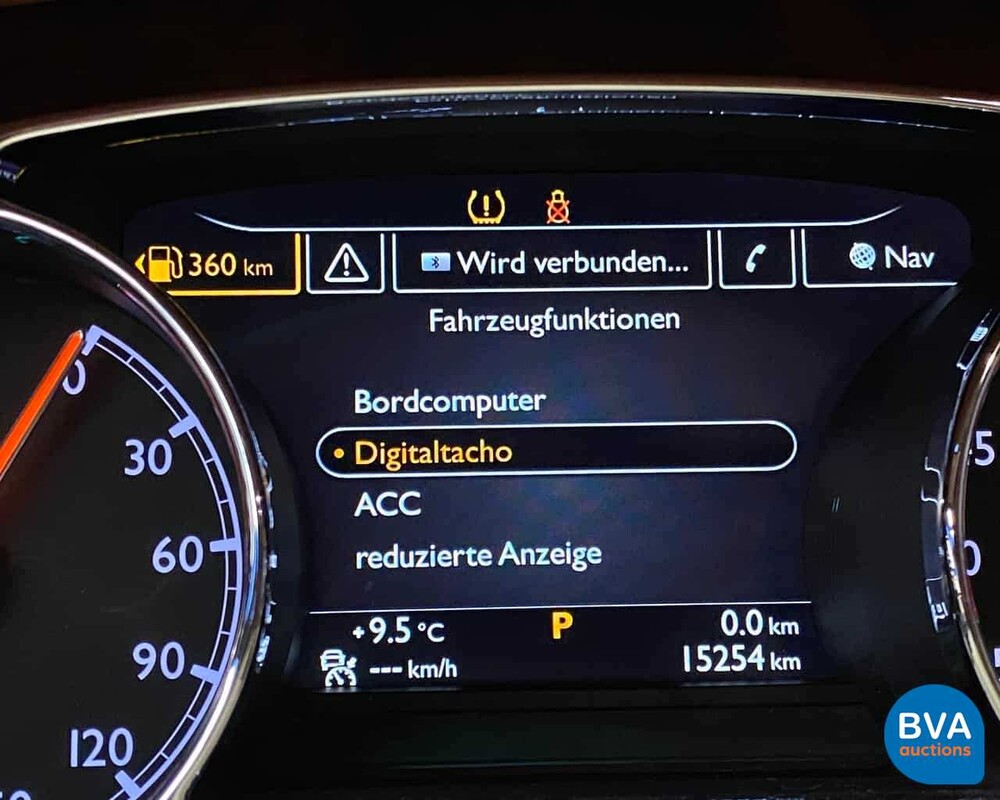 360 km
Wird verbunden...
Nav
Fahrzeugfunktionen
Bordcomputer
• Digitaltacho
ACC
reduzierte Anzeige
+9.5 °C
P
0.0 km
--- km/h
15254 km
0
30
60
90
120
BVA
auctions